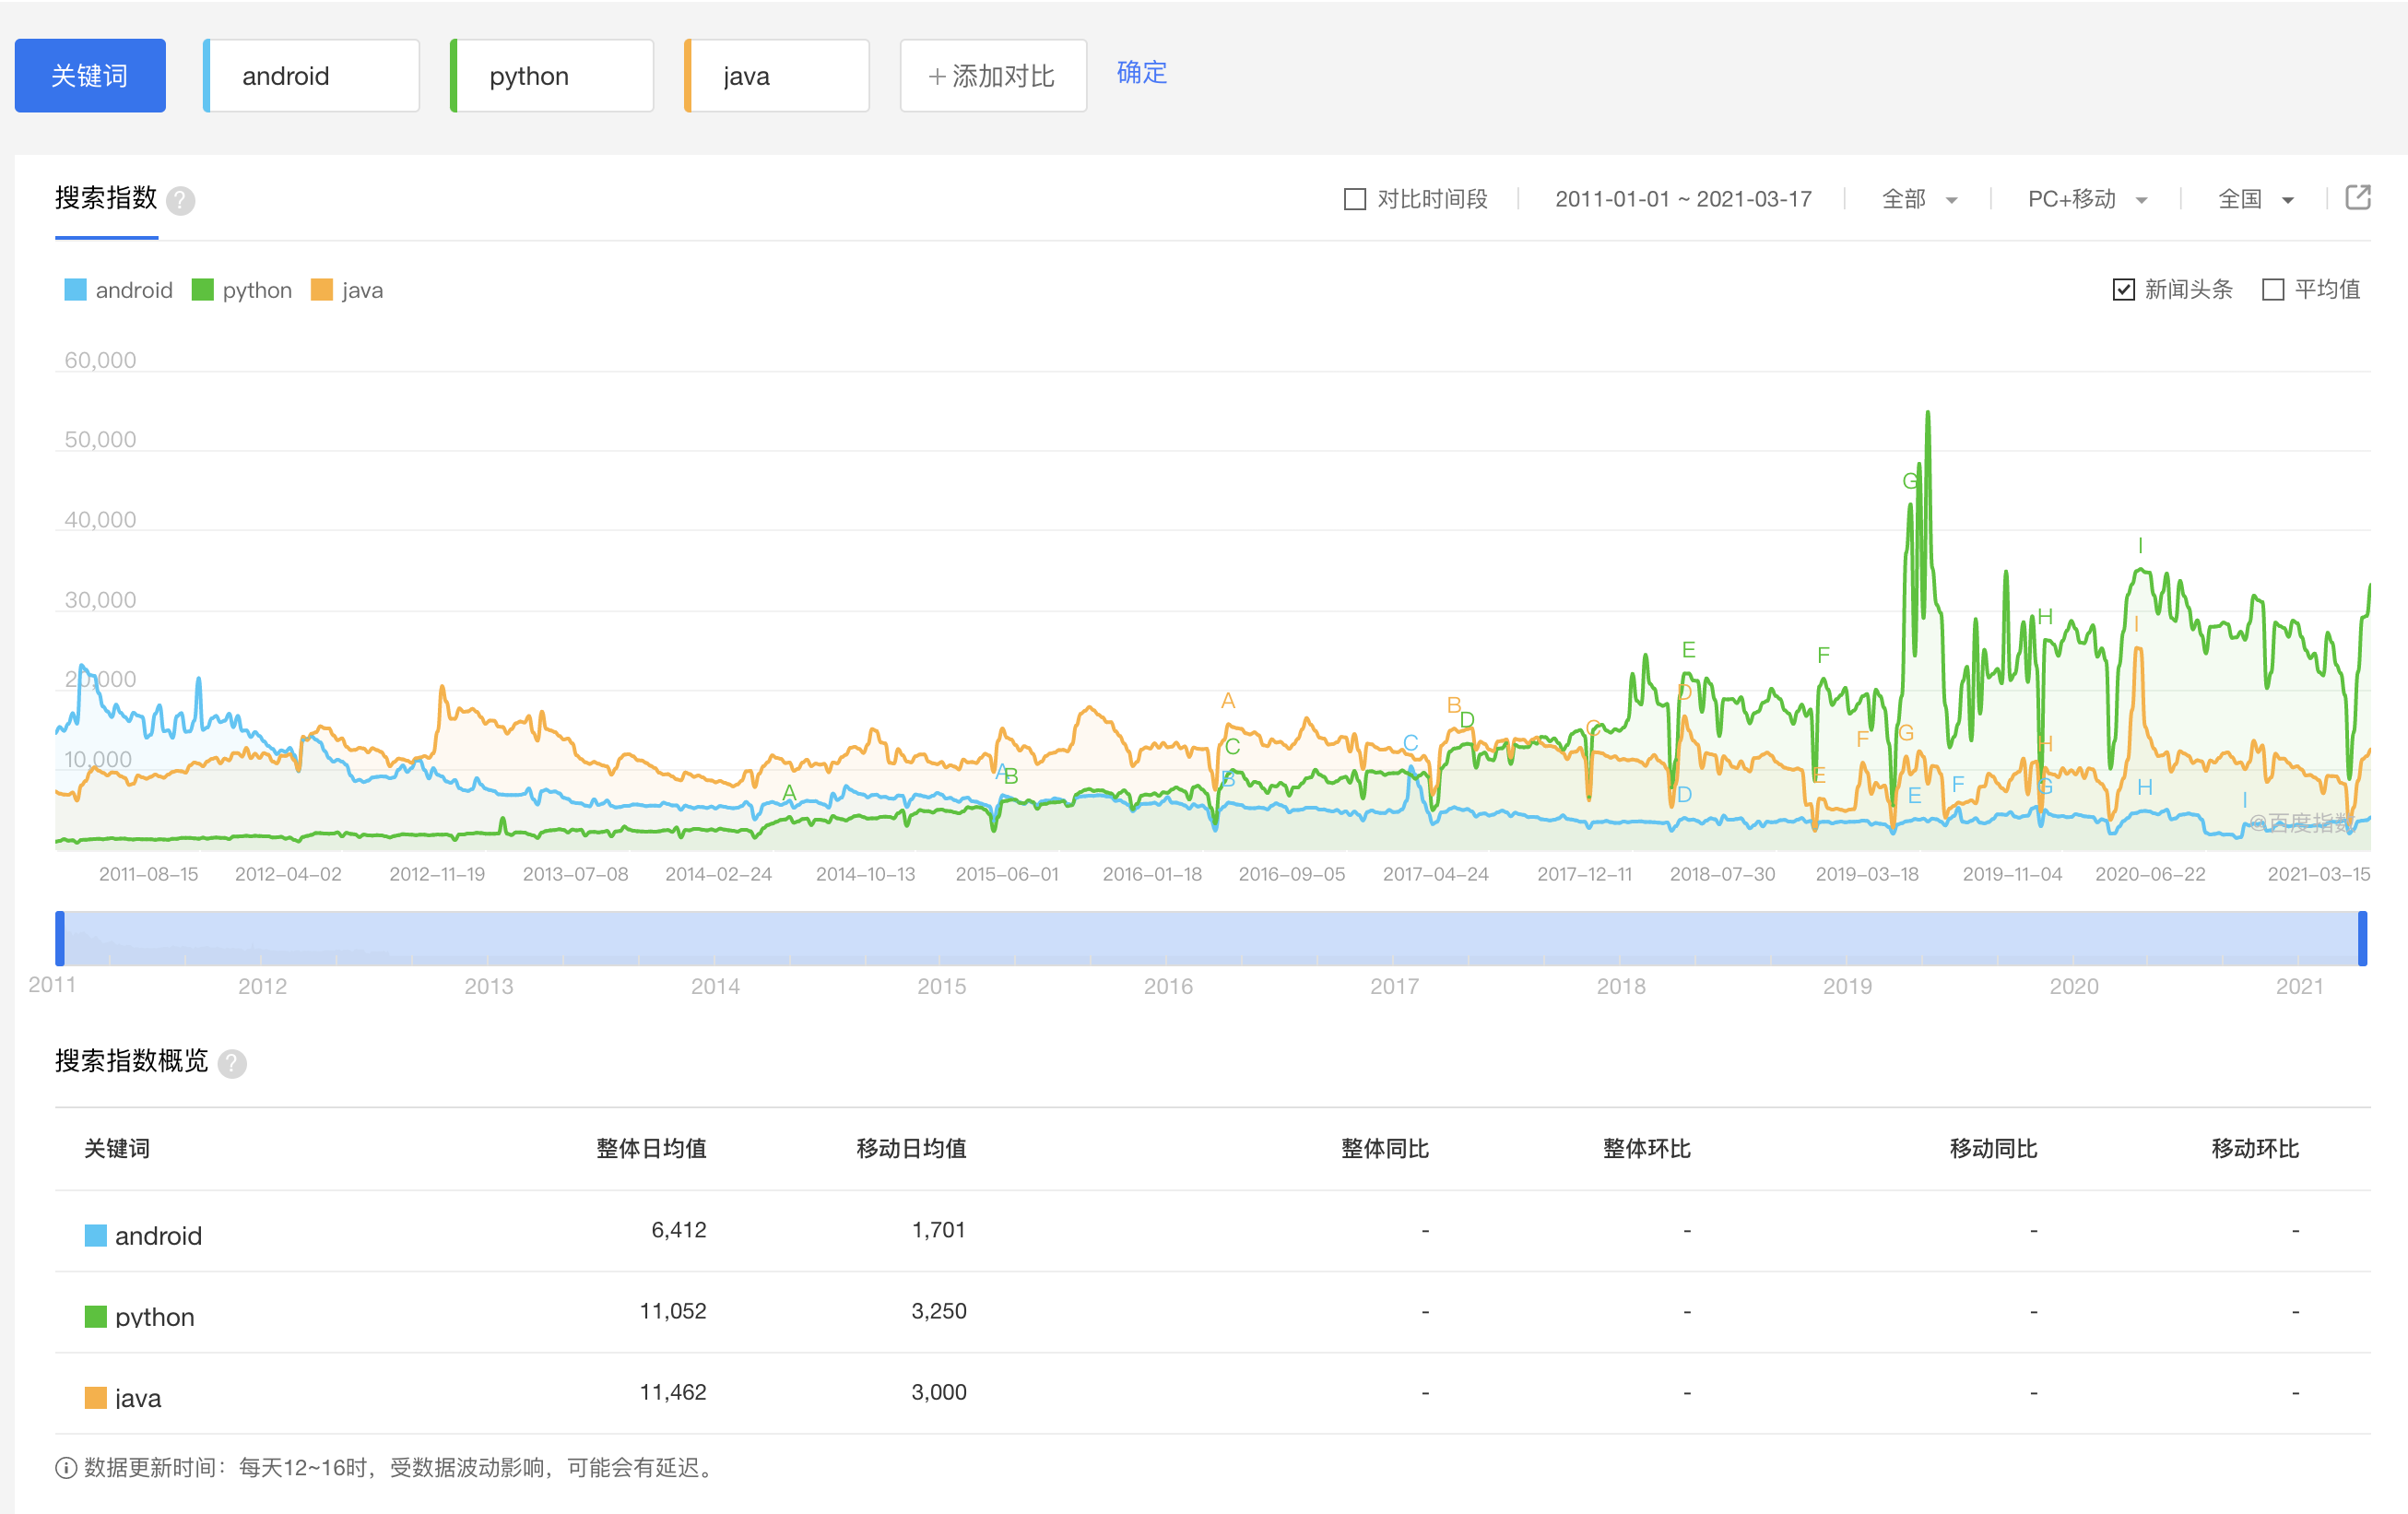 关键词 android python java +添加对比 确定
搜索指数 ? 对比时间段 2011-01-01 ~ 2021-03-17 全部 PC+移动 全国
android python java 新闻头条 平均值
60,000
50,000
G
40,000
I
30,000
H I
E F
20,000 D
A B D
C G
C C F H
10,000 A B B E G H
A D E F I
@百度指数
2011-08-15 2012-04-02 2012-11-19 2013-07-08 2014-02-24 2014-10-13 2015-06-01 2016-01-18 2016-09-05 2017-04-24 2017-12-11 2018-07-30 2019-03-18 2019-11-04 2020-06-22 2021-03-15
2011 2012 2013 2014 2015 2016 2017 2018 2019 2020 2021
搜索指数概览 ?
关键词 整体日均值 移动日均值 整体同比 整体环比 移动同比 移动环比
android 6,412 1,701 - - - -
python 11,052 3,250 - - - -
java 11,462 3,000 - - - -
数据更新时间：每天12~16时，受数据波动影响，可能会有延迟。